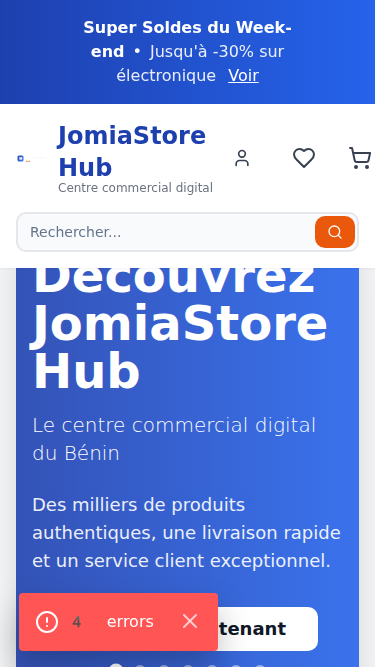 Super Soldes du Week-
end • Jusqu'à -30% sur
électronique Voir
JomiaStore
Hub
Centre commercial digital
Rechercher...
Découvrez
JomiaStore
Hub
Le centre commercial digital
du Bénin
Des milliers de produits
authentiques, une livraison rapide
et un service client exceptionnel.
4 errors
tenant